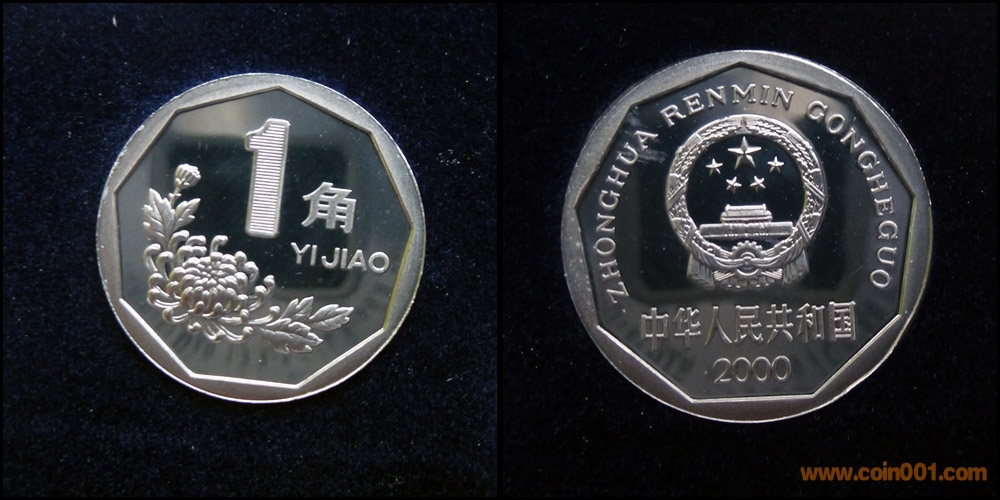 1角
YI JIAO
ZHONGHUA RENMIN GONGHEGUO
中华人民共和国
2000
www.coin001.com